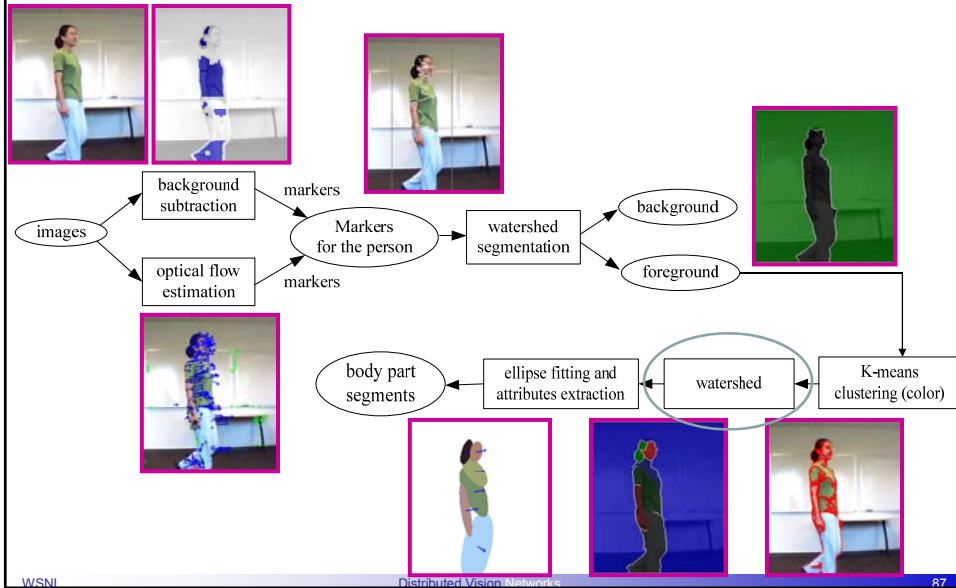 background
subtraction
markers
images
Markers
for the person
watershed
segmentation
background
foreground
optical flow
estimation
markers
body part
segments
ellipse fitting and
attributes extraction
watershed
K-means
clustering (color)
WSNL
Distributed Vision Networks
87